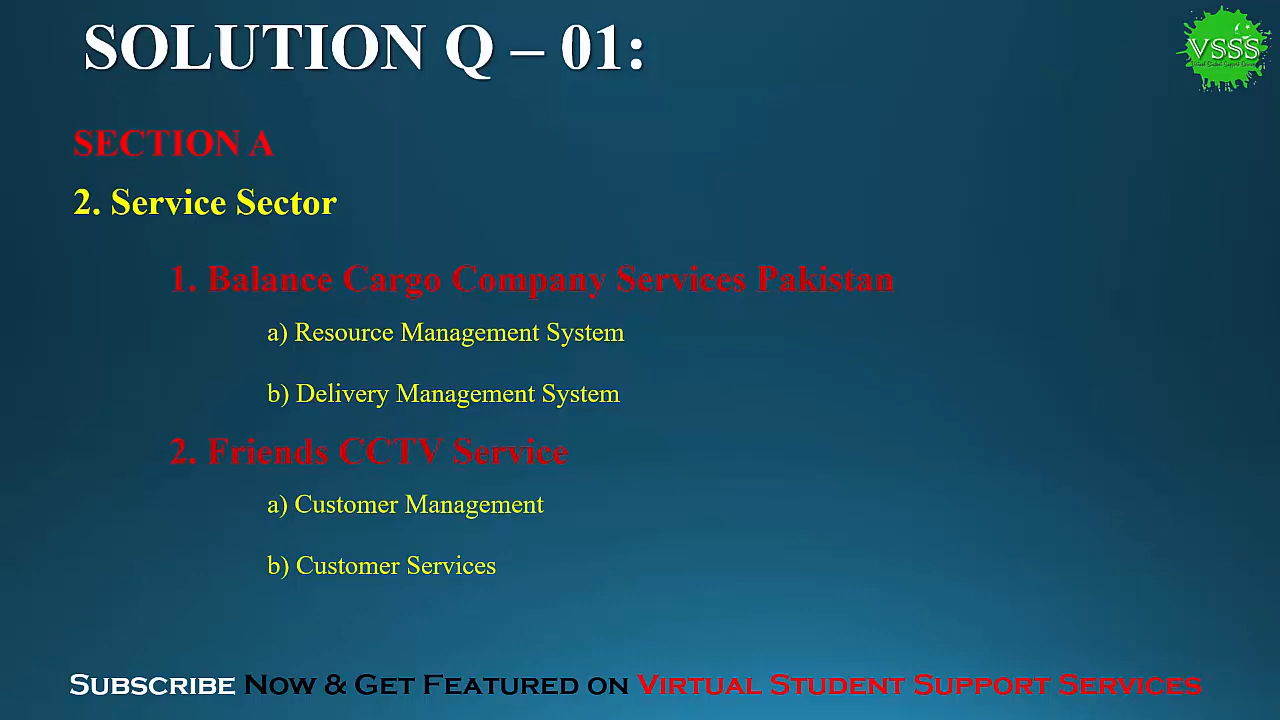 SOLUTION Q – 01:
VSSS
SECTION A
2. Service Sector
1. Balance Cargo Company Services Pakistan
a) Resource Management System
b) Delivery Management System
2. Friends CCTV Service
a) Customer Management
b) Customer Services
SUBSCRIBE NOW & GET FEATURED ON VIRTUAL STUDENT SUPPORT SERVICES